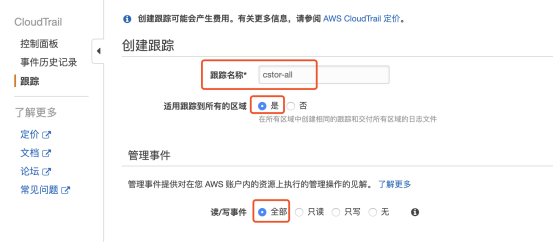 CloudTrail
控制面板
事件历史记录
跟踪
了解更多
定价
文档
论坛
常见问题
创建跟踪可能会产生费用。有关更多信息，请参阅 AWS CloudTrail 定价。
创建跟踪
跟踪名称* cstor-all
适用跟踪到所有的区域 是 否
在所有区域中创建相同的跟踪和交付所有区域的日志文件
管理事件
管理事件提供对在您 AWS 账户内的资源上执行的管理操作的见解。 了解更多
读/写事件 全部 只读 只写 无